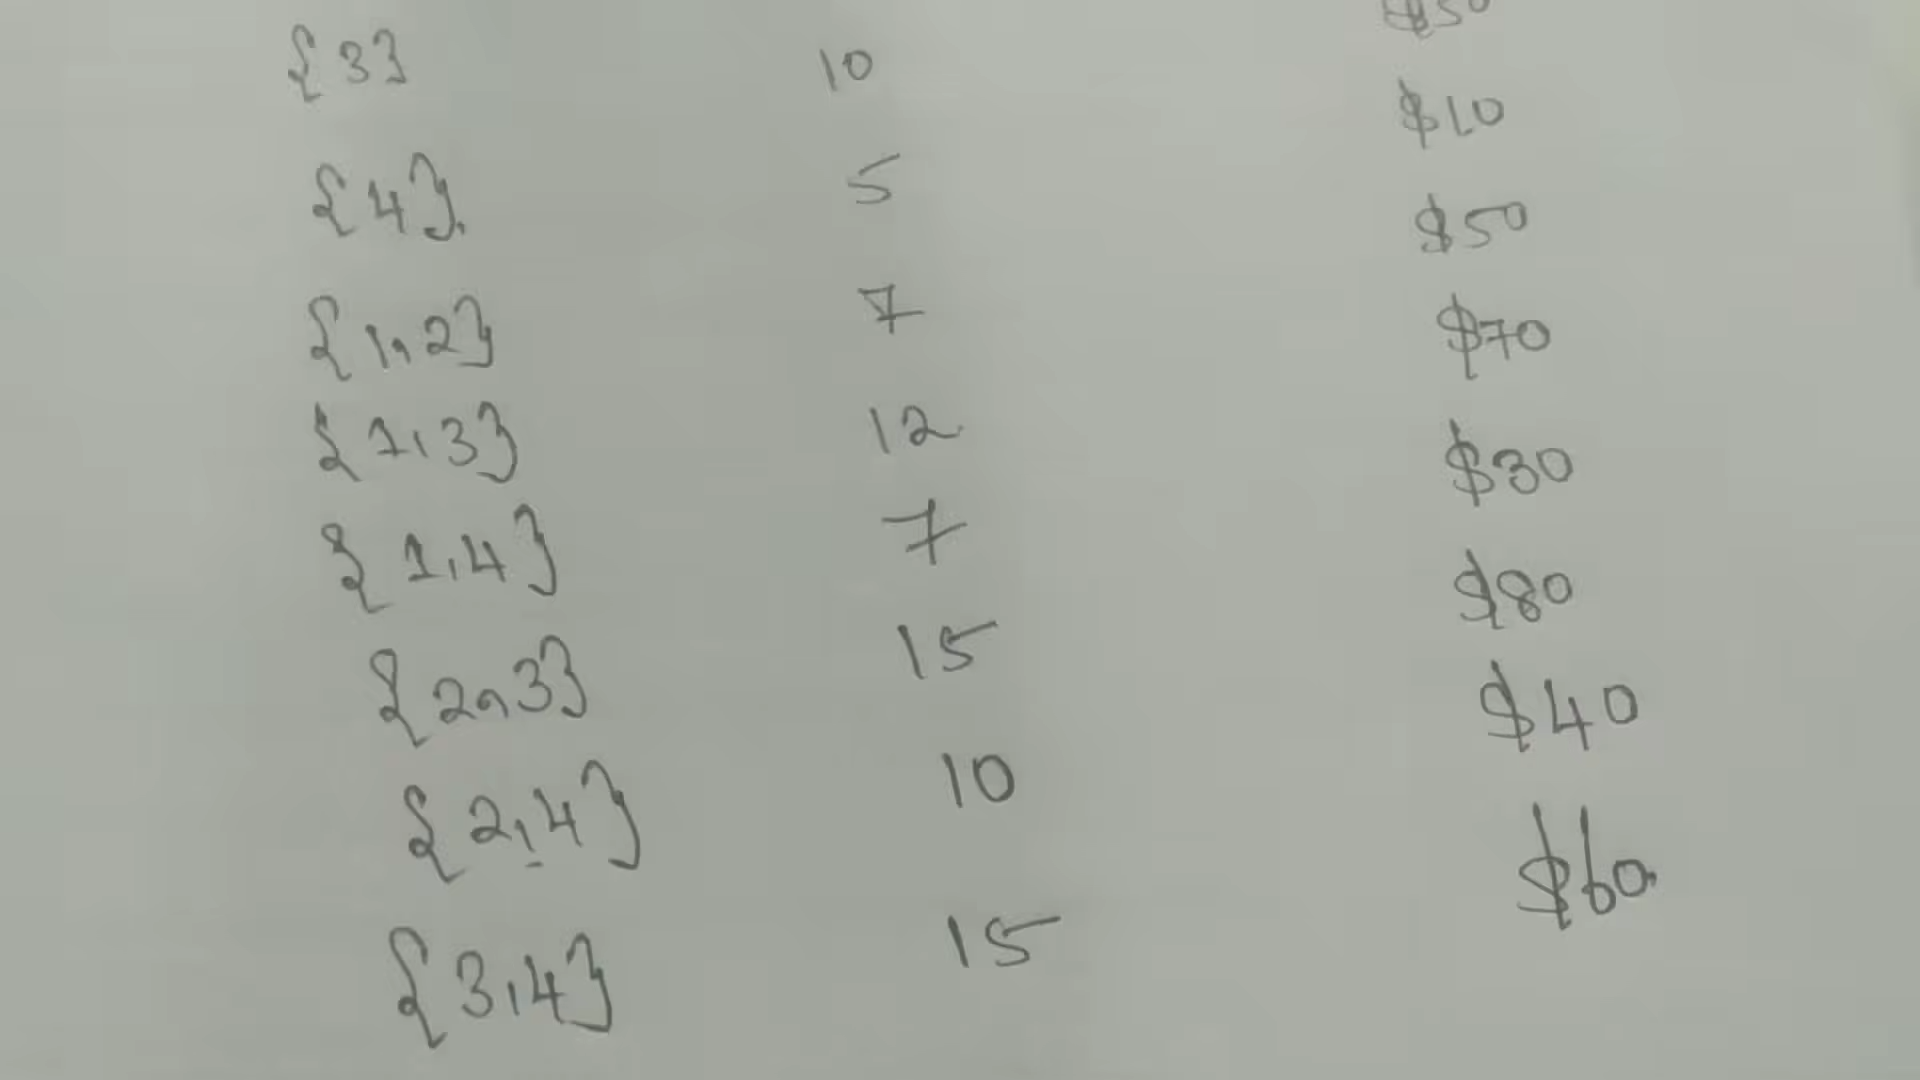 {3} 10 $50
{4} 5 $10
{1,2} 7 $50
{1,3} 12 $70
{1,4} 7 $30
{2,3} 15 $80
{2,4} 10 $40
{3,4} 15 $60